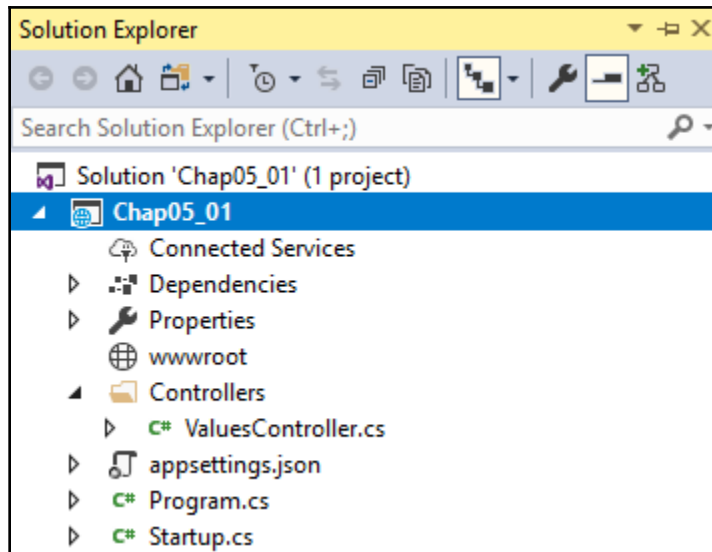 Solution Explorer
Search Solution Explorer (Ctrl+;)
Solution 'Chap05_01' (1 project)
Chap05_01
Connected Services
Dependencies
Properties
wwwroot
Controllers
C# ValuesController.cs
appsettings.json
C# Program.cs
C# Startup.cs